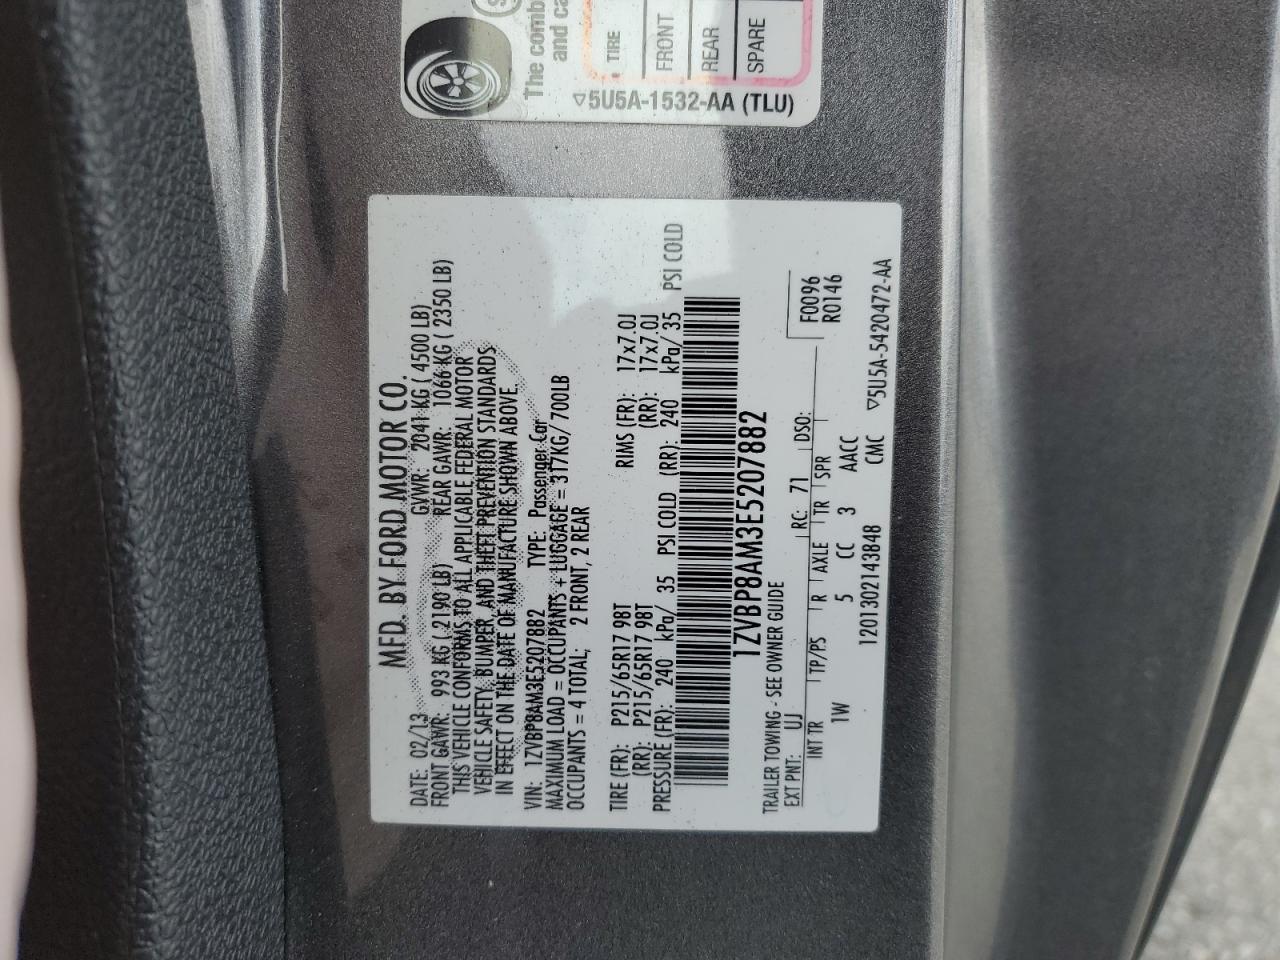 The comb
and ca
TIRE
FRONT
REAR
SPARE
▽5U5A-1532-AA (TLU)
MFD. BY FORD MOTOR CO.
DATE: 02/13 GVWR: 2041 KG ( 4500 LB)
FRONT GAWR: 993 KG ( 2190 LB) REAR GAWR: 1066 KG ( 2350 LB)
THIS VEHICLE CONFORMS TO ALL APPLICABLE FEDERAL MOTOR
VEHICLE SAFETY, BUMPER, AND THEFT PREVENTION STANDARDS
IN EFFECT ON THE DATE OF MANUFACTURE SHOWN ABOVE.
VIN: 1ZVBP8AM3E5207882 TYPE: Passenger Car
MAXIMUM LOAD = OCCUPANTS + LUGGAGE = 317KG/ 700LB
OCCUPANTS = 4 TOTAL; 2 FRONT, 2 REAR
TIRE (FR): P215/65R17 98T RIMS (FR): 17x7.0J
(RR): P215/65R17 98T (RR): 17x7.0J
PRESSURE (FR): 240 kPa/ 35 PSI COLD (RR): 240 kPa/ 35 PSI COLD
1ZVBP8AM3E5207882
TRAILER TOWING - SEE OWNER GUIDE
EXT PNT: UJ RC: 71 DSO:
F0096
R0146
INT TR TP/PS R AXLE TR SPR
1W 5 CC 3 AACC
1201302143848 CMC ▽5U5A-5420472-AA